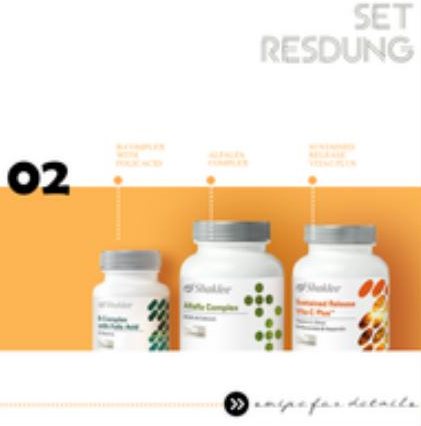 SET
RESDUNG
B.COMPLEX
WITH
FOLIC ACID
ALFALFA
COMPLEX
SUSTAINED
RELEASE
VITA C PLUS
02
Shaklee
Alfalfa Complex
Shaklee
B-Complex
with Folic Acid
Shaklee
Sustained Release
Vita-C Plus™
swipe for details